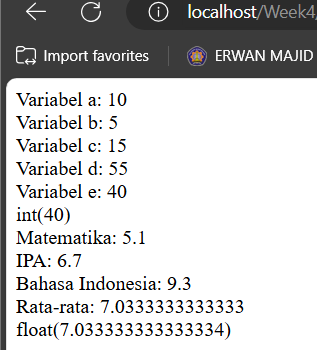 localhost/Week4/
Import favorites
ERWAN MAJID
Variabel a: 10
Variabel b: 5
Variabel c: 15
Variabel d: 55
Variabel e: 40
int(40)
Matematika: 5.1
IPA: 6.7
Bahasa Indonesia: 9.3
Rata-rata: 7.0333333333333
float(7.033333333333334)